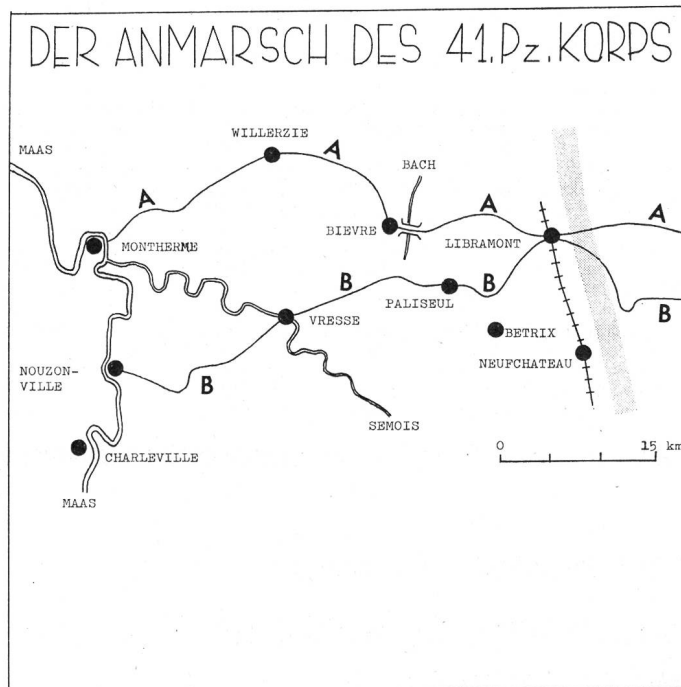 DER ANMARSCH DES 41.PZ.KORPS
WILLERZIE
MAAS
A
BACH
A
A
A
BIEVRE
MONTHERME
LIBRAMONT
B
B
B
PALISEUL
VRESSE
BETRIX
NEUFCHATEAU
NOUZON-
VILLE
B
SEMOIS
0
15 km
CHARLEVILLE
MAAS